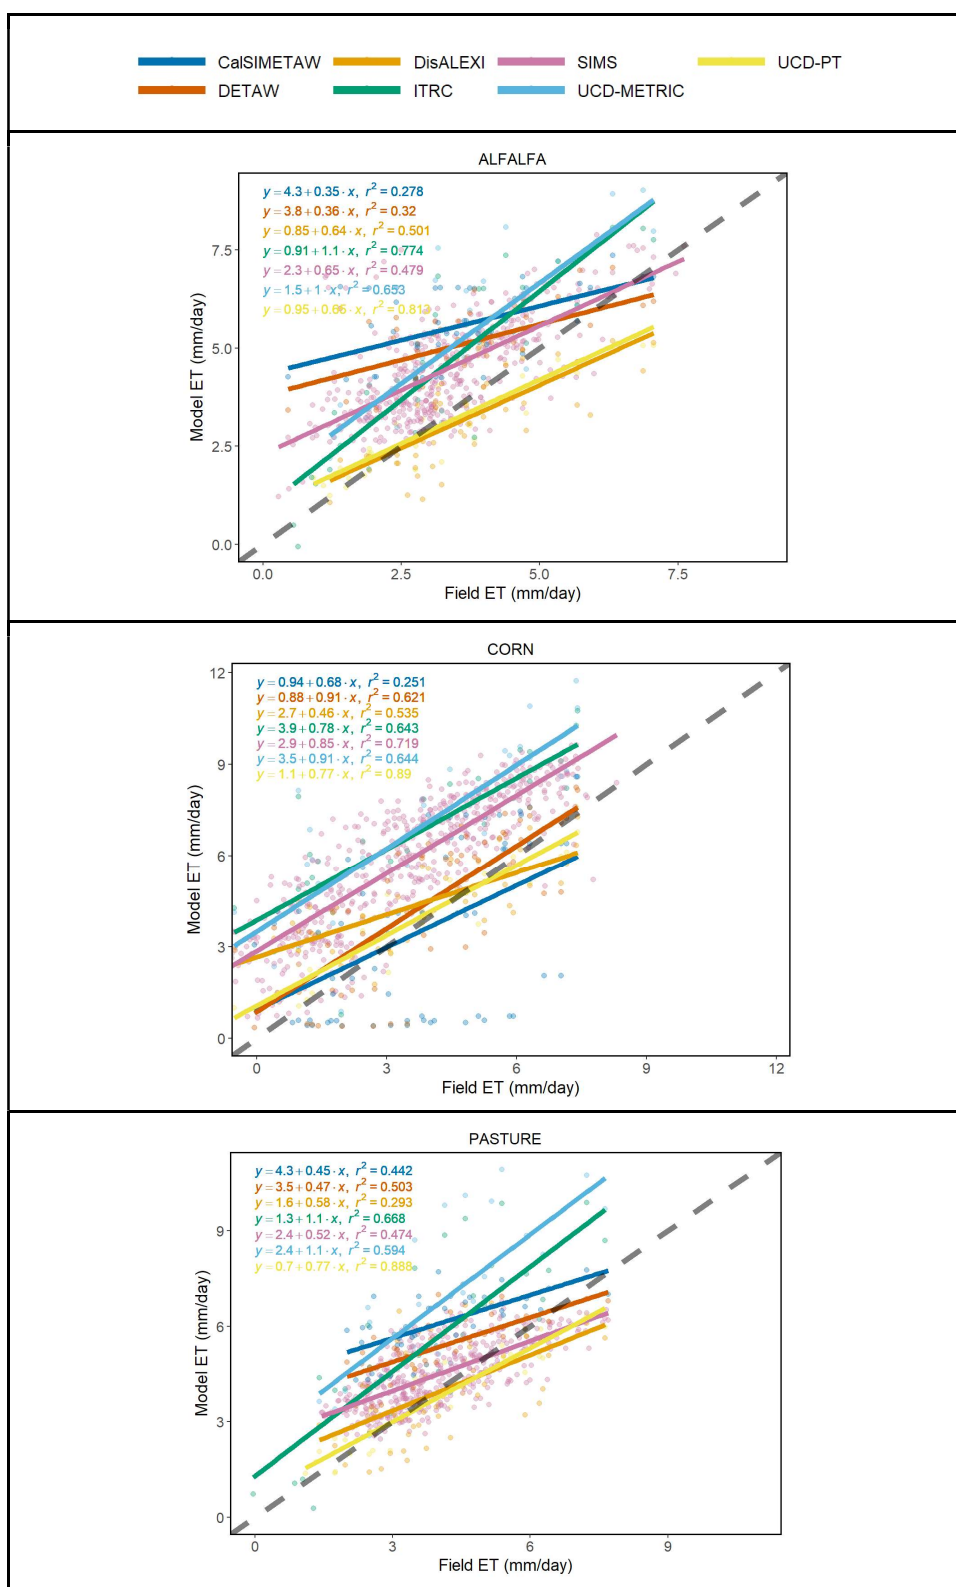 CalSIMETAW DisALEXI SIMS UCD-PT
DETAW ITRC UCD-METRIC
ALFALFA
y = 4.3 + 0.35 · x, r² = 0.278
y = 3.8 + 0.36 · x, r² = 0.32
y = 0.85 + 0.64 · x, r² = 0.501
y = 0.91 + 1.1 · x, r² = 0.774
y = 2.3 + 0.65 · x, r² = 0.479
y = 1.5 + 1 · x, r² = 0.653
y = 0.95 + 0.65 · x, r² = 0.813
7.5
5.0
2.5
0.0
Model ET (mm/day)
0.0 2.5 5.0 7.5
Field ET (mm/day)
CORN
y = 0.94 + 0.68 · x, r² = 0.251
y = 0.88 + 0.91 · x, r² = 0.621
y = 2.7 + 0.46 · x, r² = 0.535
y = 3.9 + 0.78 · x, r² = 0.643
y = 2.9 + 0.85 · x, r² = 0.719
y = 3.5 + 0.91 · x, r² = 0.644
y = 1.1 + 0.77 · x, r² = 0.89
12
9
6
3
0
Model ET (mm/day)
0 3 6 9 12
Field ET (mm/day)
PASTURE
y = 4.3 + 0.45 · x, r² = 0.442
y = 3.5 + 0.47 · x, r² = 0.503
y = 1.6 + 0.58 · x, r² = 0.293
y = 1.3 + 1.1 · x, r² = 0.668
y = 2.4 + 0.52 · x, r² = 0.474
y = 2.4 + 1.1 · x, r² = 0.594
y = 0.7 + 0.77 · x, r² = 0.888
9
6
3
0
Model ET (mm/day)
0 3 6 9
Field ET (mm/day)